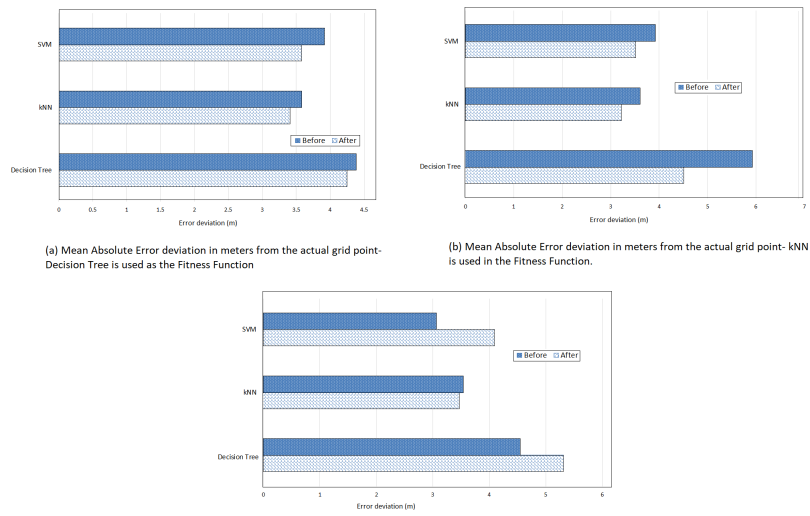 SVM
kNN
Decision Tree
Before After
0 0.5 1 1.5 2 2.5 3 3.5 4 4.5
Error deviation (m)
(a) Mean Absolute Error deviation in meters from the actual grid point-
Decision Tree is used as the Fitness Function
SVM
kNN
Decision Tree
Before After
0 1 2 3 4 5 6 7
Error deviation (m)
(b) Mean Absolute Error deviation in meters from the actual grid point- kNN
is used in the Fitness Function.
SVM
kNN
Decision Tree
Before After
0 1 2 3 4 5 6
Error deviation (m)